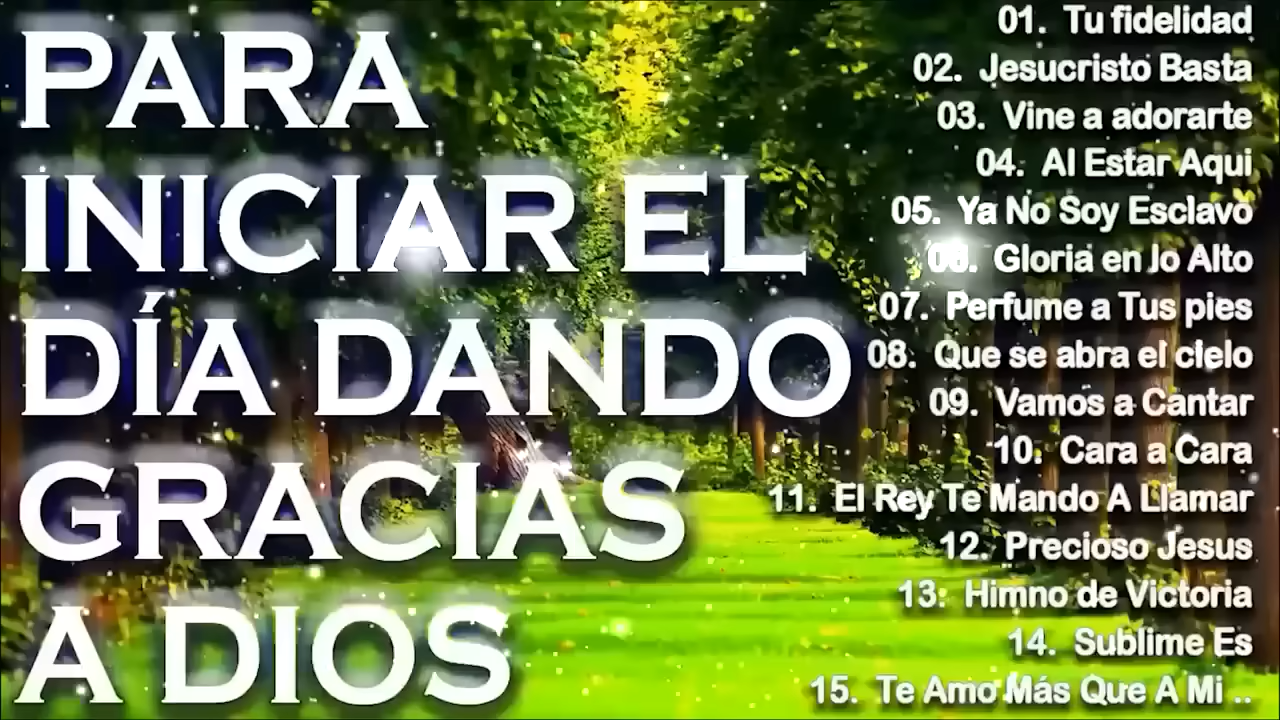 PARA
INICIAR EL
DÍA DANDO
GRACIAS
A DIOS
01. Tu fidelidad
02. Jesucristo Basta
03. Vine a adorarte
04. Al Estar Aqui
05. Ya No Soy Esclavo
06. Gloria en lo Alto
07. Perfume a Tus pies
08. Que se abra el cielo
09. Vamos a Cantar
10. Cara a Cara
11. El Rey Te Mando A Llamar
12. Precioso Jesus
13. Himno de Victoria
14. Sublime Es
15. Te Amo Más Que A Mi ..